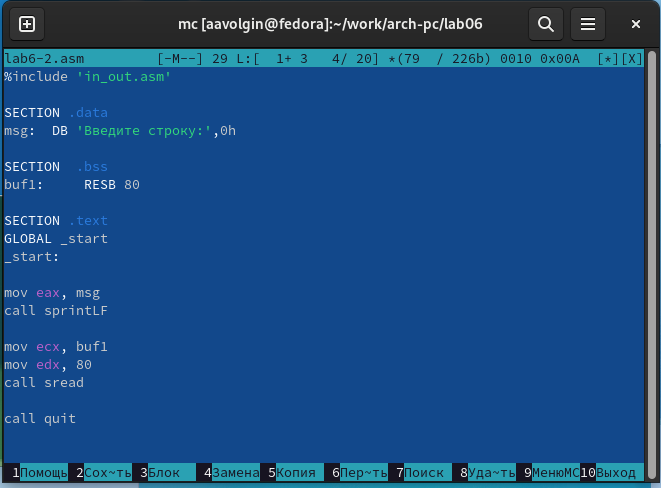 mc [aavolgin@fedora]:~/work/arch-pc/lab06
lab6-2.asm [-M--] 29 L:[ 1+ 3 4/ 20] *(79 / 226b) 0010 0x00A [*][X]
%include 'in_out.asm'
SECTION .data
msg: DB 'Введите строку:',0h
SECTION .bss
buf1: RESB 80
SECTION .text
GLOBAL _start
_start:
mov eax, msg
call sprintLF
mov ecx, buf1
mov edx, 80
call sread
call quit
1Помощь 2Сох~ть 3Блок 4Замена 5Копия 6Пер~ть 7Поиск 8Уда~ть 9МенюМС 10Выход